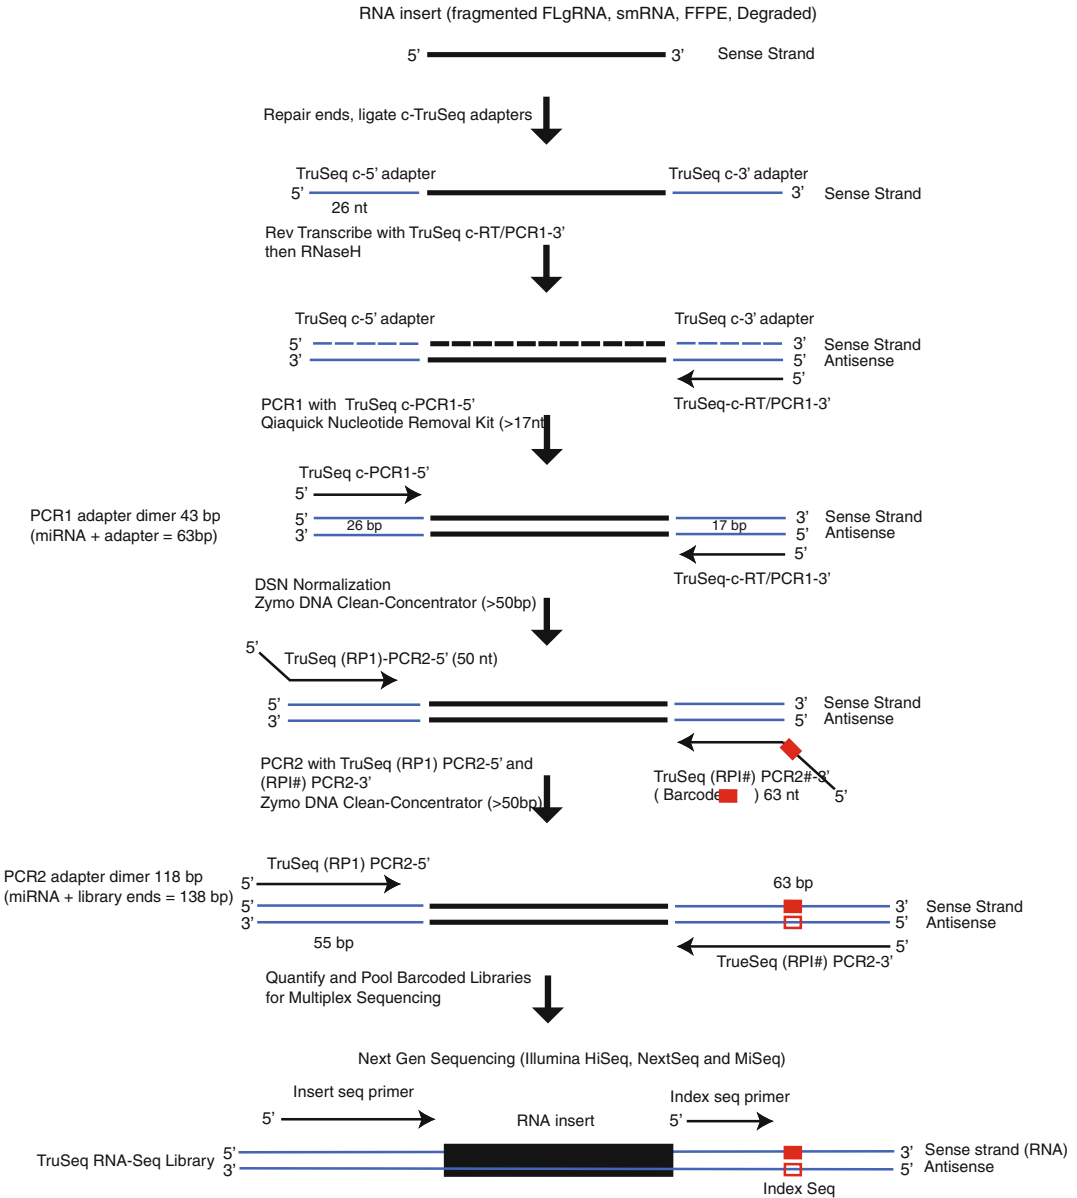 RNA insert (fragmented FLgRNA, smRNA, FFPE, Degraded)
5’ 3’ Sense Strand
Repair ends, ligate c-TruSeq adapters
TruSeq c-5’ adapter TruSeq c-3’ adapter
5’ 3’ Sense Strand
26 nt
Rev Transcribe with TruSeq c-RT/PCR1-3’
then RNaseH
TruSeq c-5’ adapter TruSeq c-3’ adapter
5’ 3’ Sense Strand
3’ 5’ Antisense
5’
TruSeq-c-RT/PCR1-3’
PCR1 with TruSeq c-PCR1-5’
Qiaquick Nucleotide Removal Kit (>17nt
TruSeq c-PCR1-5’
5’
PCR1 adapter dimer 43 bp
(miRNA + adapter = 63bp)
5’ 26 bp 17 bp 3’ Sense Strand
3’ 5’ Antisense
5’
TruSeq-c-RT/PCR1-3’
DSN Normalization
Zymo DNA Clean-Concentrator (>50bp)
5’
TruSeq (RP1)-PCR2-5’ (50 nt)
5’ 3’ Sense Strand
3’ 5’ Antisense
PCR2 with TruSeq (RP1) PCR2-5’ and
(RPI#) PCR2-3’
Zymo DNA Clean-Concentrator (>50bp)
TruSeq (RPI#) PCR2#-3’
( Barcode ) 63 nt
5’
PCR2 adapter dimer 118 bp
(miRNA + library ends = 138 bp)
TruSeq (RP1) PCR2-5’
5’
63 bp
5’ 3’ Sense Strand
3’ 5’ Antisense
55 bp
5’
TrueSeq (RPI#) PCR2-3’
Quantify and Pool Barcoded Libraries
for Multiplex Sequencing
Next Gen Sequencing (Illumina HiSeq, NextSeq and MiSeq)
Insert seq primer Index seq primer
5’ RNA insert 5’
TruSeq RNA-Seq Library
5’ 3’ Sense strand (RNA)
3’ 5’ Antisense
Index Seq